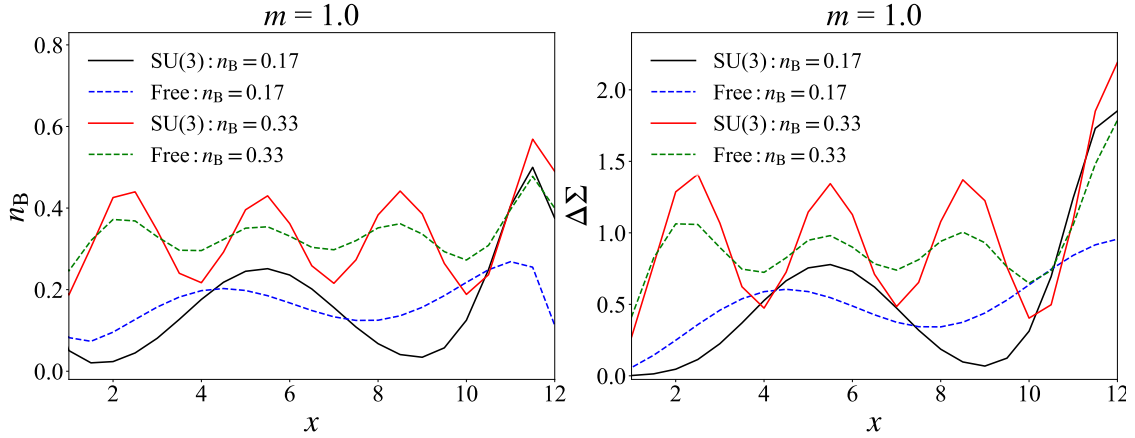 m = 1.0
0.8
0.6
0.4
0.2
0.0
n_B
SU(3) : n_B = 0.17
Free : n_B = 0.17
SU(3) : n_B = 0.33
Free : n_B = 0.33
2 4 6 8 10 12
x
m = 1.0
2.0
1.5
1.0
0.5
0.0
ΔΣ
SU(3) : n_B = 0.17
Free : n_B = 0.17
SU(3) : n_B = 0.33
Free : n_B = 0.33
2 4 6 8 10 12
x